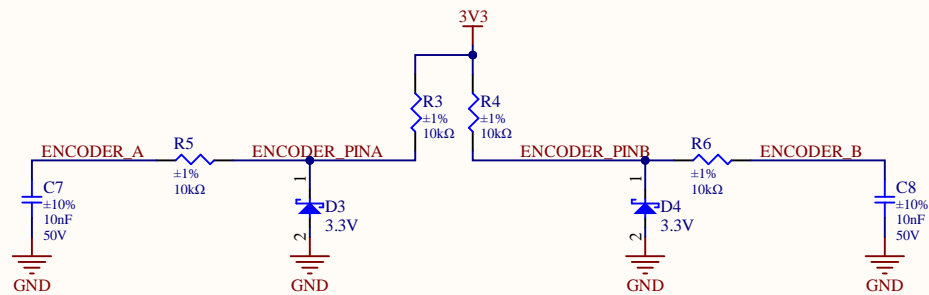 3V3
R3
±1%
10kΩ
R4
±1%
10kΩ
ENCODER_A
R5
±1%
10kΩ
ENCODER_PINA
ENCODER_PINB
R6
±1%
10kΩ
ENCODER_B
C7
±10%
10nF
50V
1
D3
3.3V
2
1
D4
3.3V
2
C8
±10%
10nF
50V
GND
GND
GND
GND